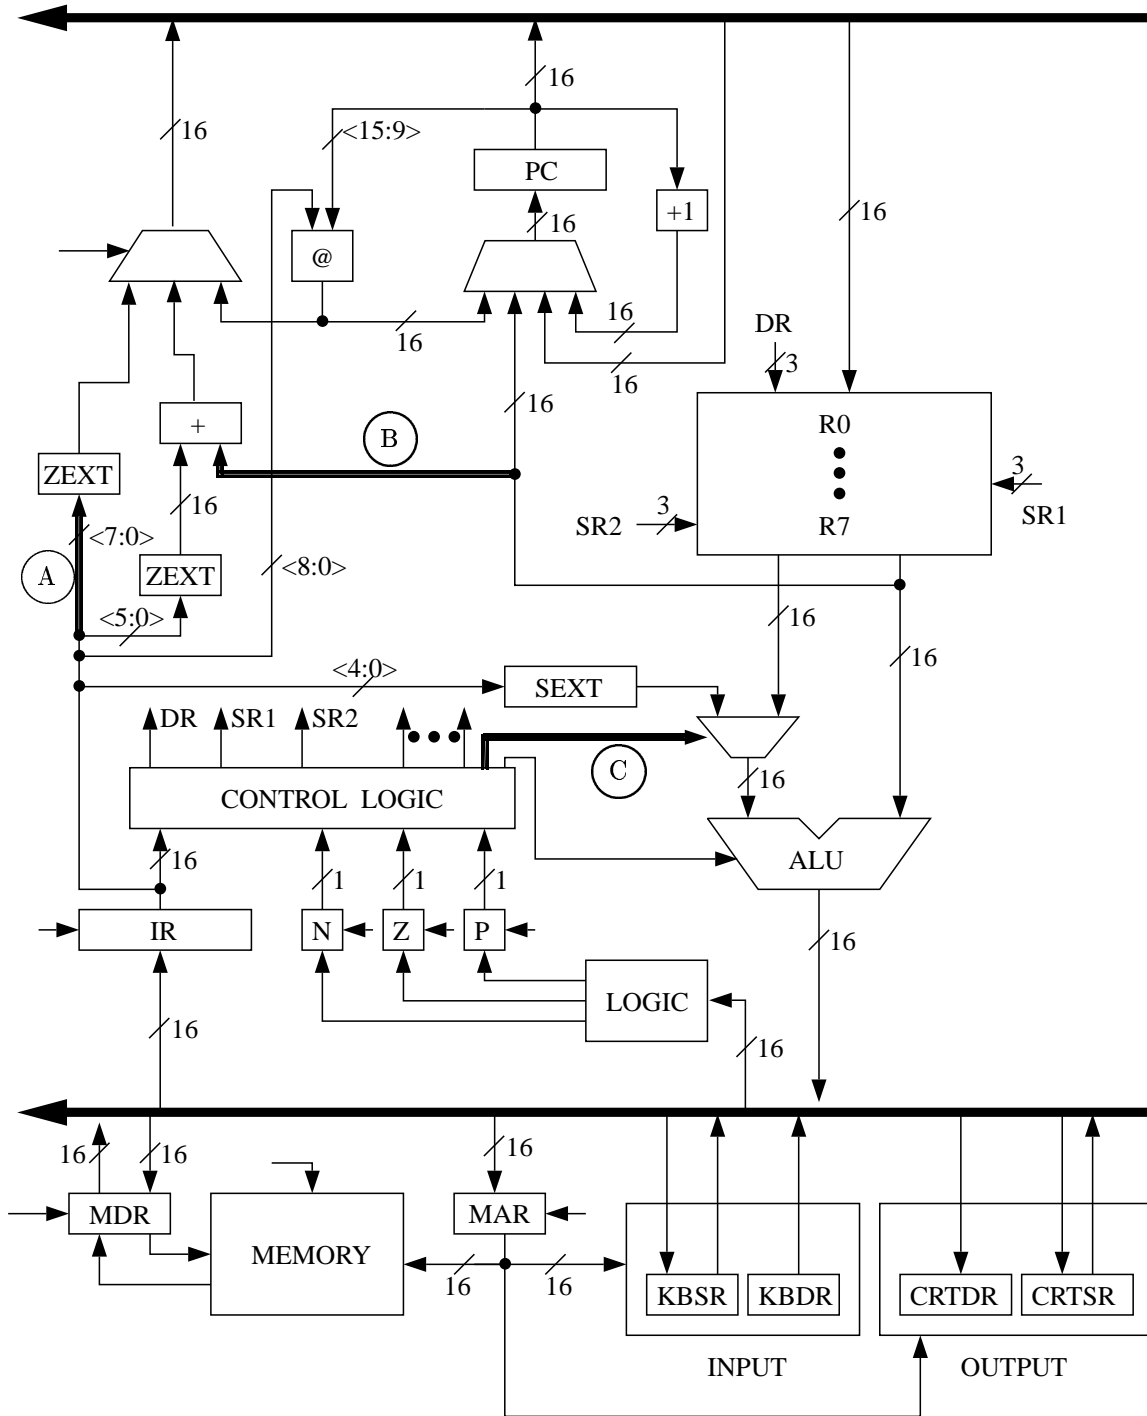 16
16
<15:9>
PC
+1
16
16
@
16
16
16
DR
3
16
R0
+
B
ZEXT
3
SR1
3
SR2
R7
16
<7:0>
A
ZEXT
<8:0>
<5:0>
16
16
<4:0>
SEXT
DR
SR1
SR2
C
16
CONTROL LOGIC
16
1
1
1
ALU
IR
N
Z
P
16
LOGIC
16
16
16
16
16
MDR
MEMORY
MAR
16
16
KBSR
KBDR
CRTDR
CRTSR
INPUT
OUTPUT